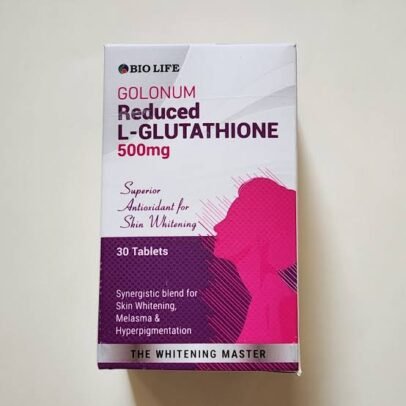 BIO LIFE
GOLONUM
Reduced
L-GLUTATHIONE
500mg
Superior
Antioxidant for
Skin Whitening
30 Tablets
Synergistic blend for
Skin Whitening,
Melasma &
Hyperpigmentation
THE WHITENING MASTER